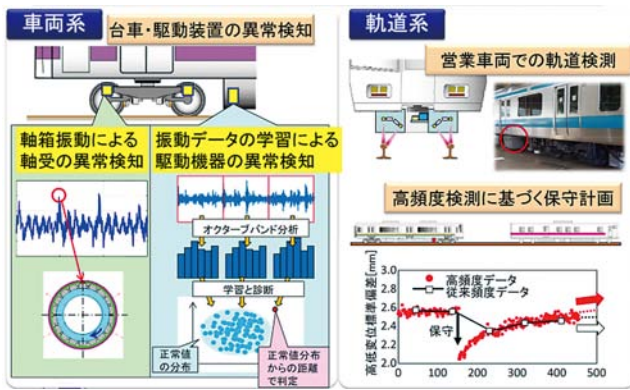 車両系
台車・駆動装置の異常検知
軸箱振動による
軸受の異常検知
振動データの学習による
駆動機器の異常検知
オクターブバンド分析
学習と診断
正常値
の分布
正常値分布
からの距離
で判定
軌道系
営業車両での軌道検測
高頻度検測に基づく保守計画
高低変位標準偏差[mm]
3.0
2.8
2.6
2.4
2.2
2.0
高頻度データ
従来頻度データ
保守
0
100
200
300
400
500